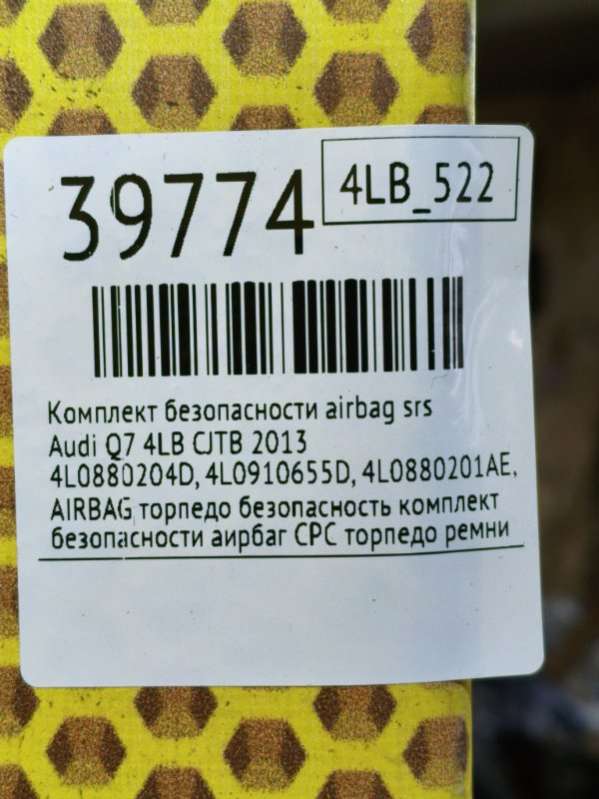 39774
4LB_522
Комплект безопасности airbag srs
Audi Q7 4LB CJTB 2013
4L0880204D, 4L0910655D, 4L0880201AE,
AIRBAG торпедо безопасность комплект
безопасности аирбаг СРС торпедо ремни